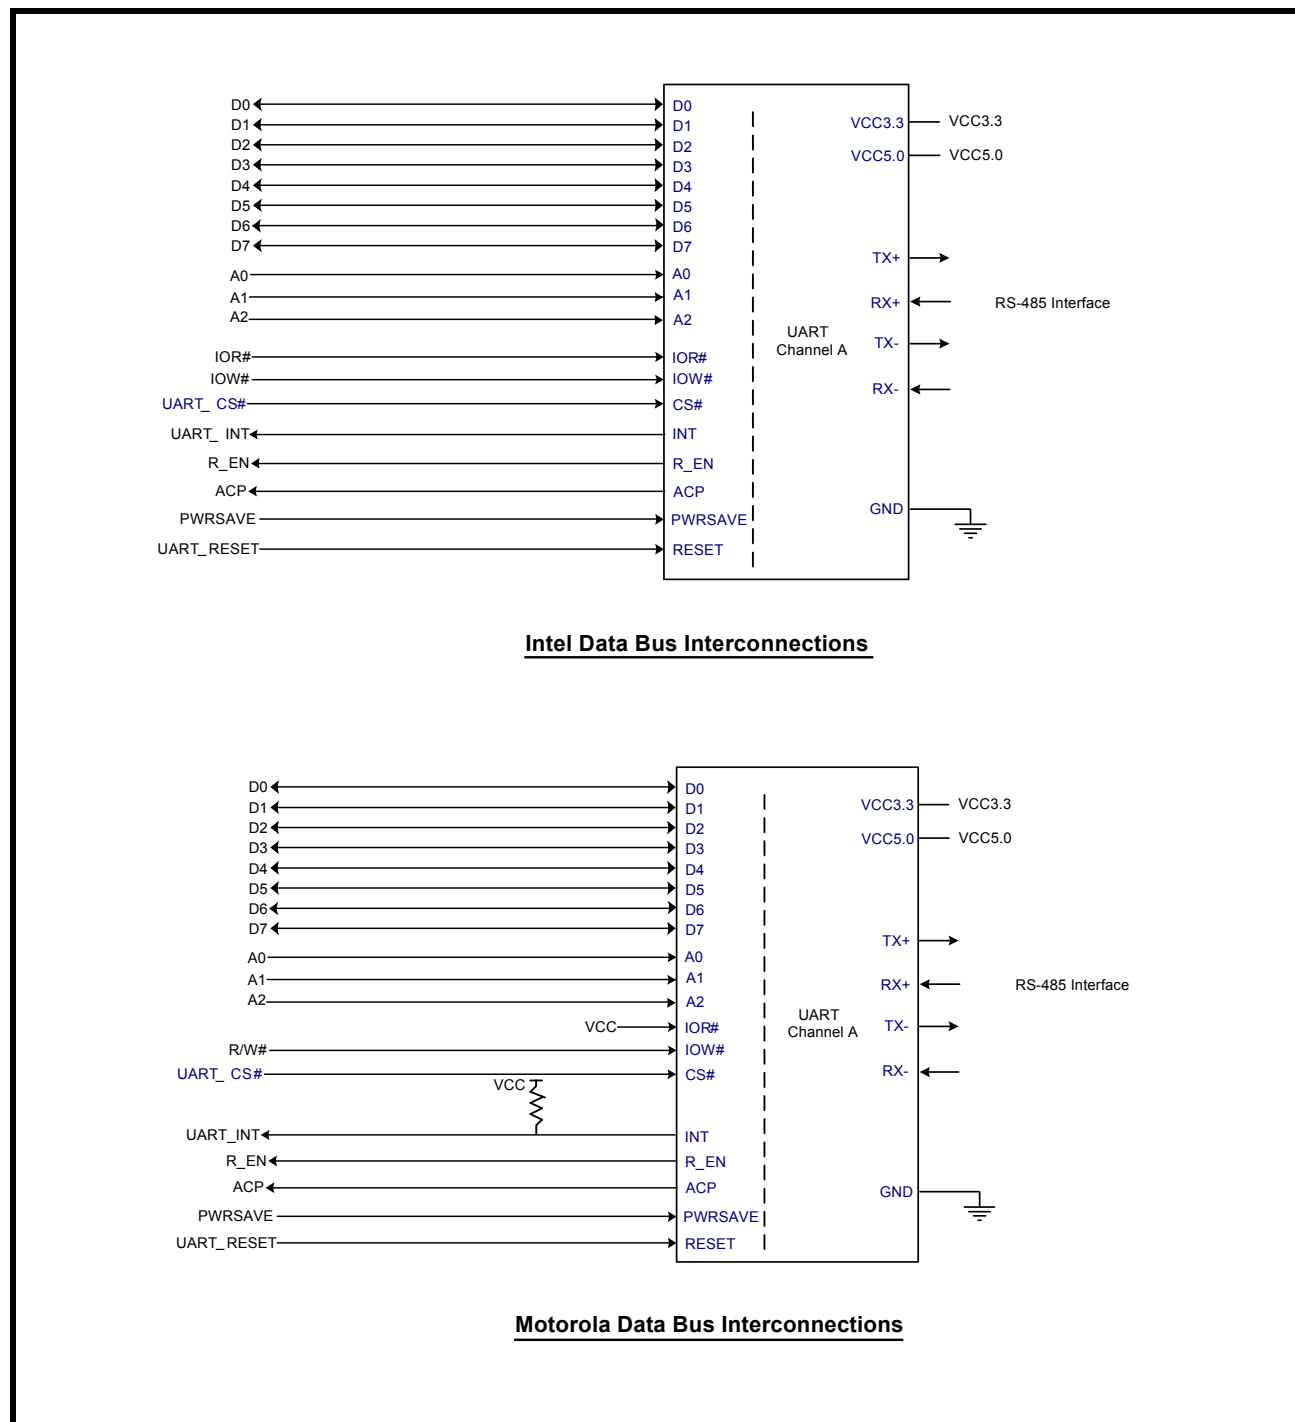 D0 D0
D1 D1 VCC3.3 VCC3.3
D2 D2
D3 D3 VCC5.0 VCC5.0
D4 D4
D5 D5
D6 D6
D7 D7
TX+
A0 A0
A1 A1 RX+ RS-485 Interface
A2 A2
UART
Channel A TX-
IOR# IOR#
IOW# IOW#
RX-
UART_ CS# CS#
UART_ INT INT
R_EN R_EN
ACP ACP
GND
PWRSAVE PWRSAVE
UART_RESET RESET
Intel Data Bus Interconnections
D0 D0
D1 D1 VCC3.3 VCC3.3
D2 D2
D3 D3 VCC5.0 VCC5.0
D4 D4
D5 D5
D6 D6
D7 D7
TX+
A0 A0
A1 A1 RX+ RS-485 Interface
A2 A2
UART
Channel A TX-
VCC IOR#
R/W# IOW#
UART_ CS# CS# RX-
VCC
UART_INT INT
R_EN R_EN
ACP ACP GND
PWRSAVE PWRSAVE
UART_RESET RESET
Motorola Data Bus Interconnections